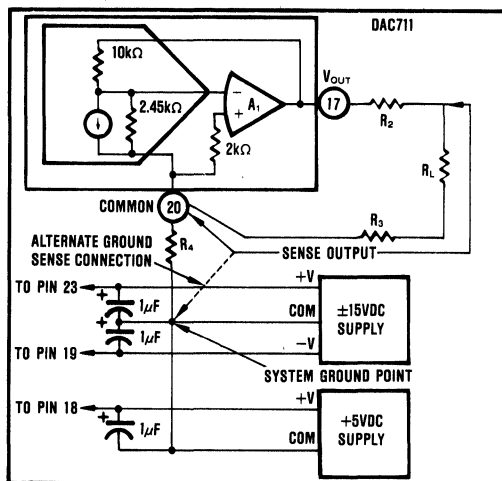 DAC711
10kΩ
2.45kΩ
− A₁
+
2kΩ
VOUT
17
R₂
RL
R₃
COMMON 20
R₄
ALTERNATE GROUND
SENSE CONNECTION
SENSE OUTPUT
TO PIN 23
+V
+
1µF
COM
±15VDC
SUPPLY
+
1µF
TO PIN 19
−V
SYSTEM GROUND POINT
TO PIN 18
+V
+
1µF
COM
+5VDC
SUPPLY